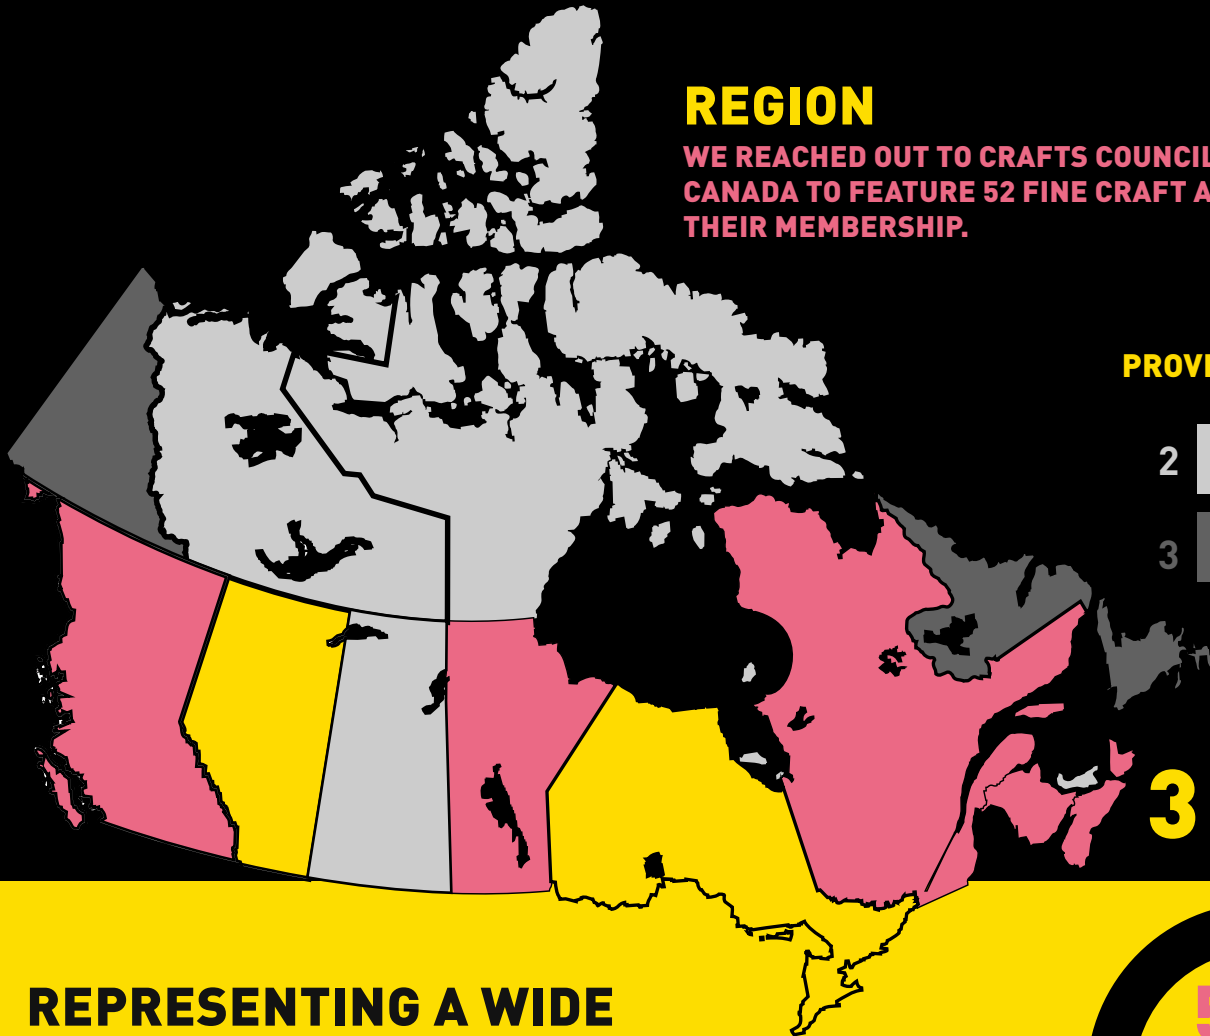 REGION
WE REACHED OUT TO CRAFTS COUNCIL
CANADA TO FEATURE 52 FINE CRAFT A
THEIR MEMBERSHIP.
PROVI
2
3
3
REPRESENTING A WIDE